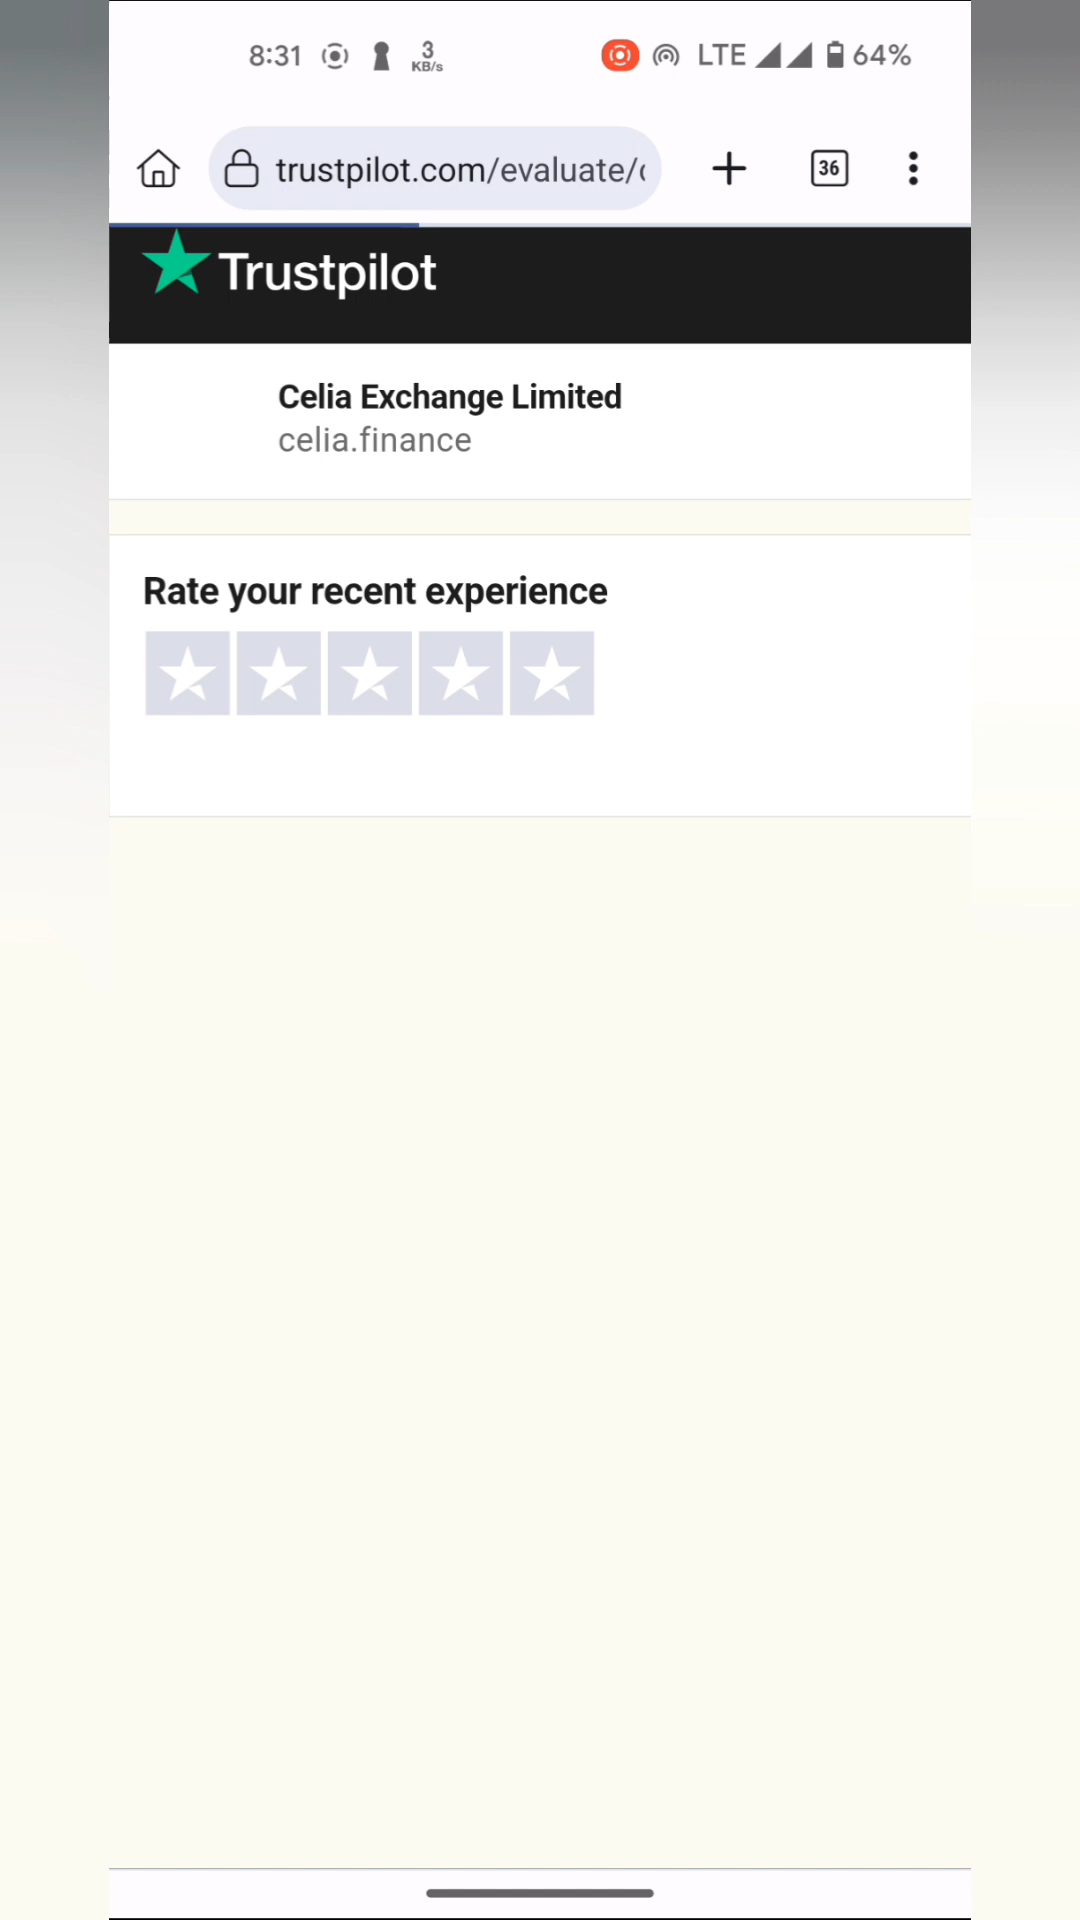 8:31 3 KB/s LTE 64%
trustpilot.com/evaluate/ 36
Trustpilot
Celia Exchange Limited
celia.finance
Rate your recent experience